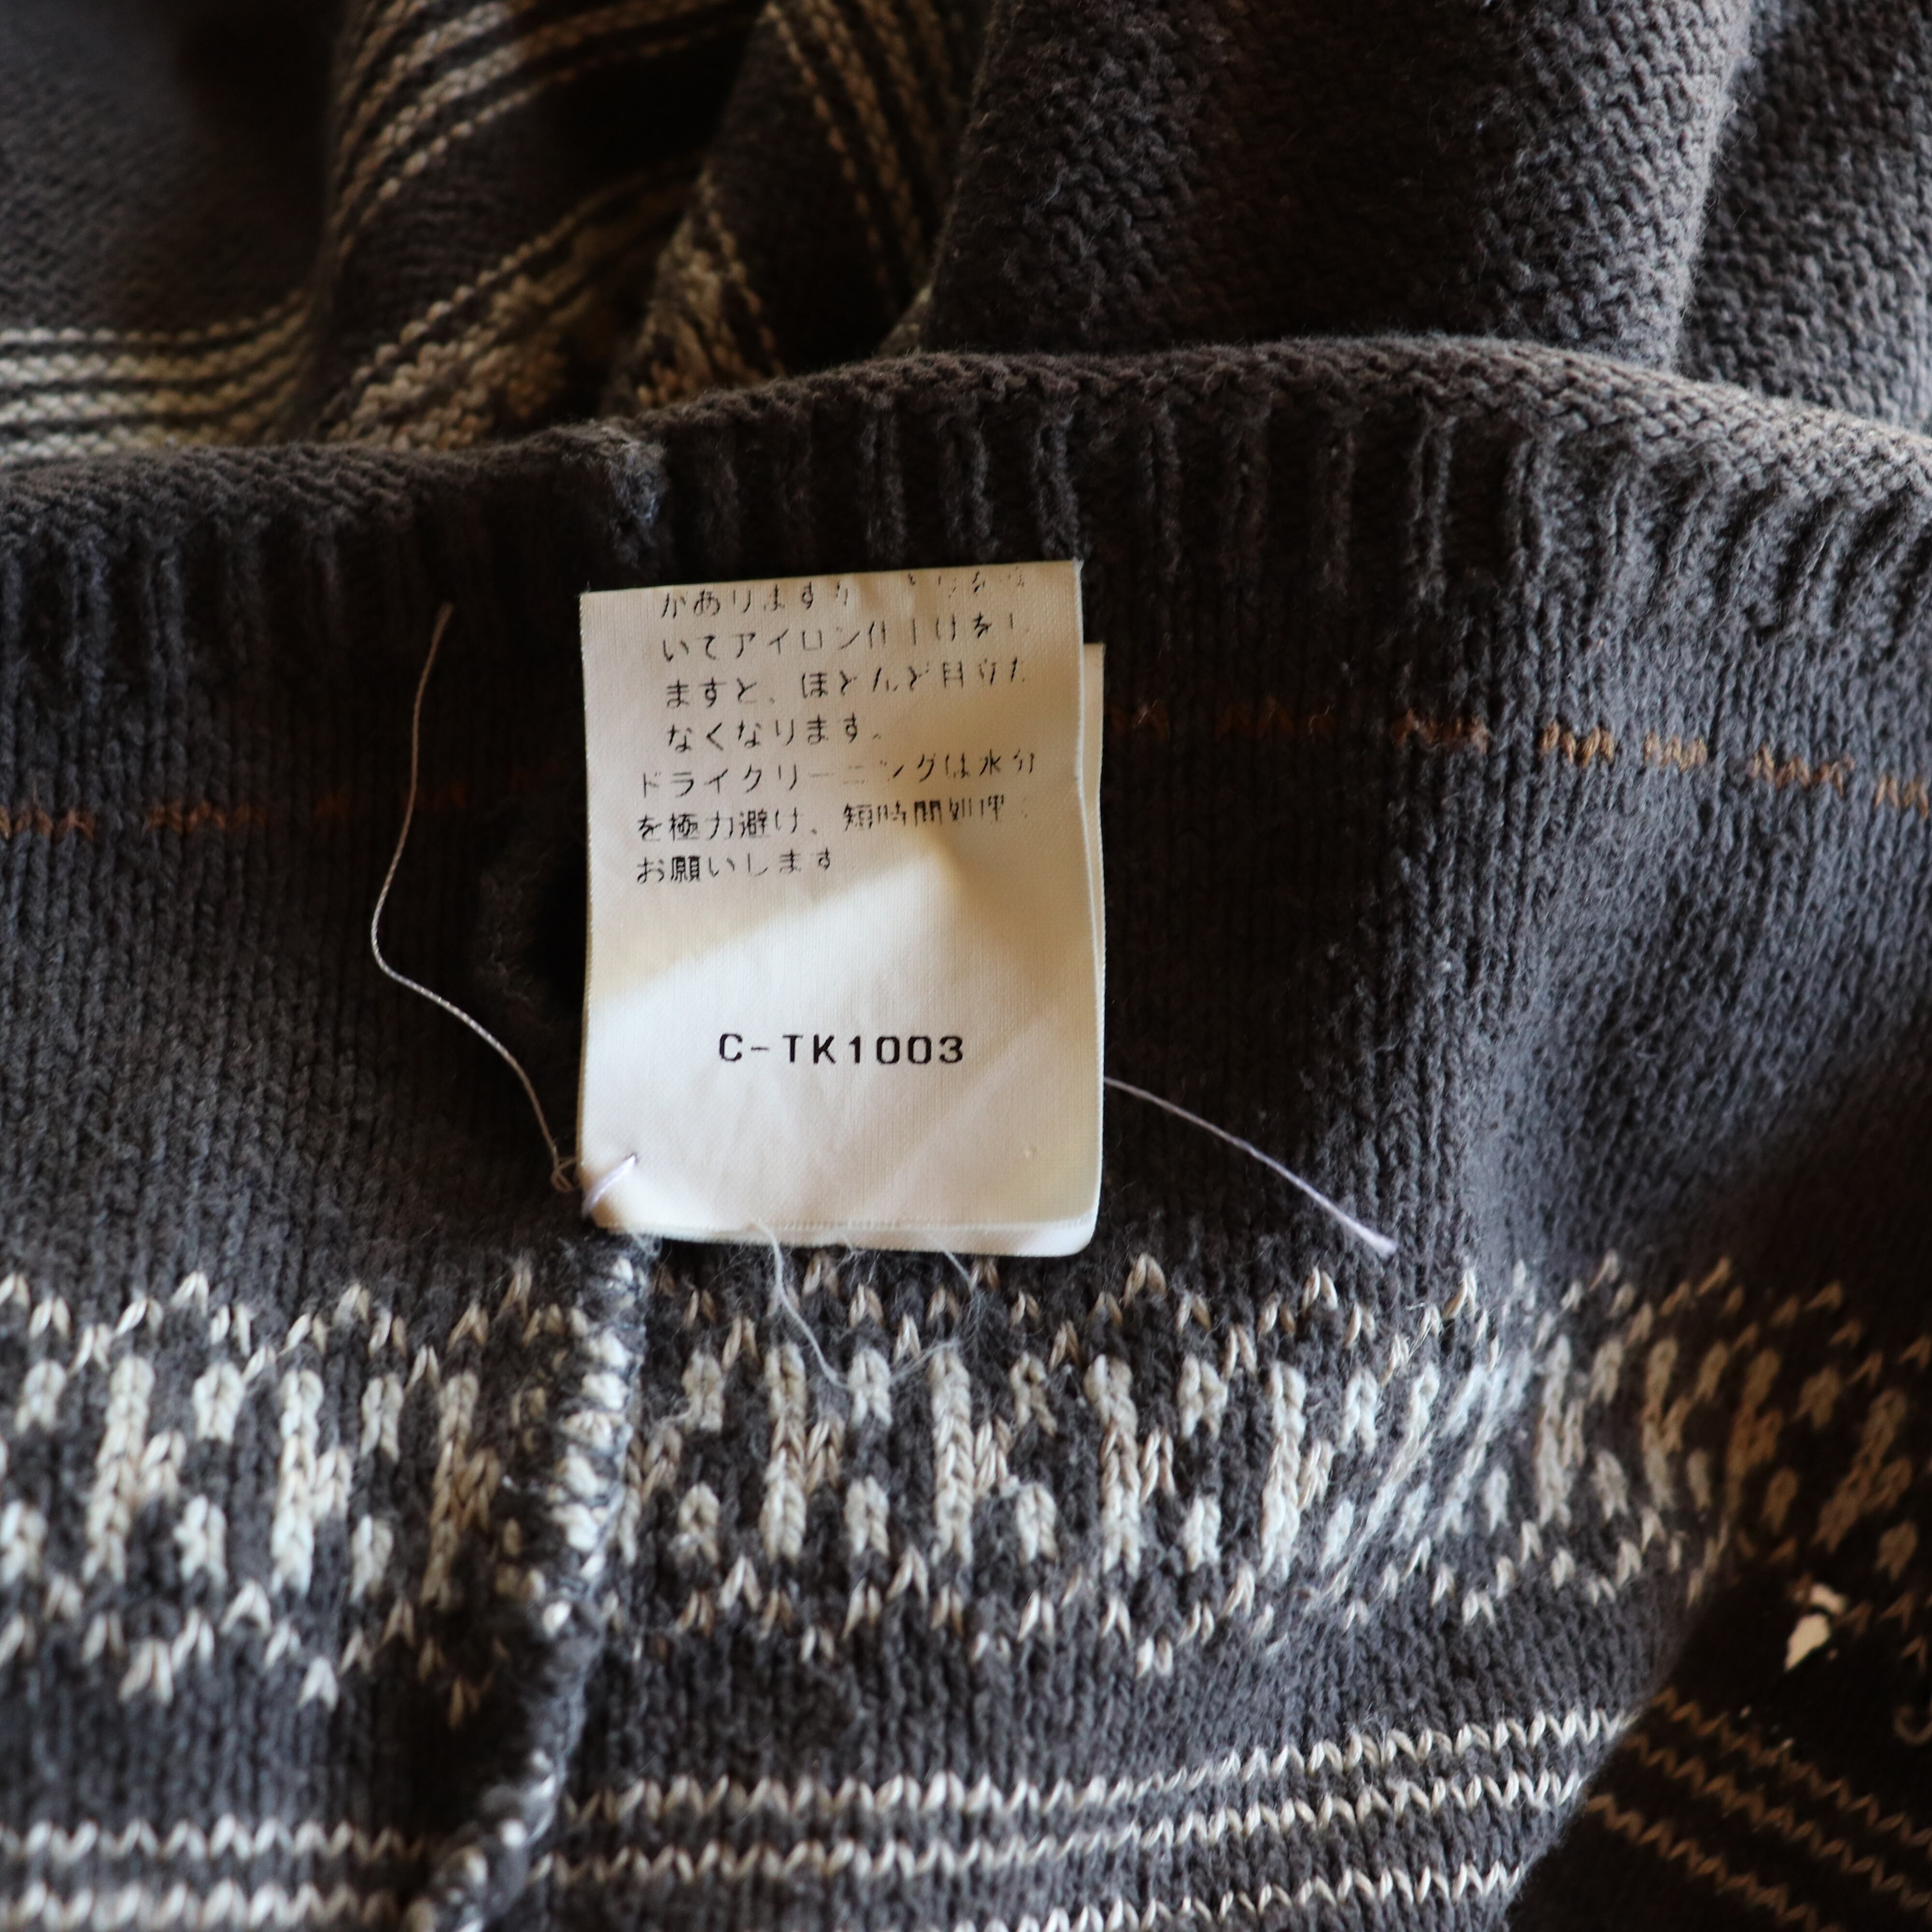 がありますが
いてアイロン仕上げをし
ますと、ほとんど目立た
なくなります。
ドライクリーニングは水分
を極力避け、短時間処理で
お願いします
C-TK1003